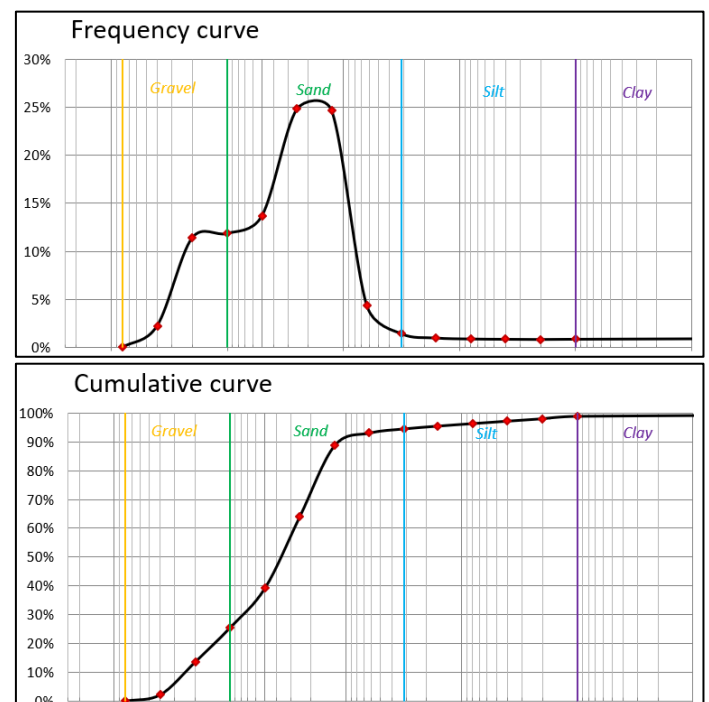 Frequency curve
30%
Gravel
Sand
Silt
Clay
25%
20%
15%
10%
5%
0%
Cumulative curve
100%
Gravel
Sand
Silt
Clay
90%
80%
70%
60%
50%
40%
30%
20%
10%
0%